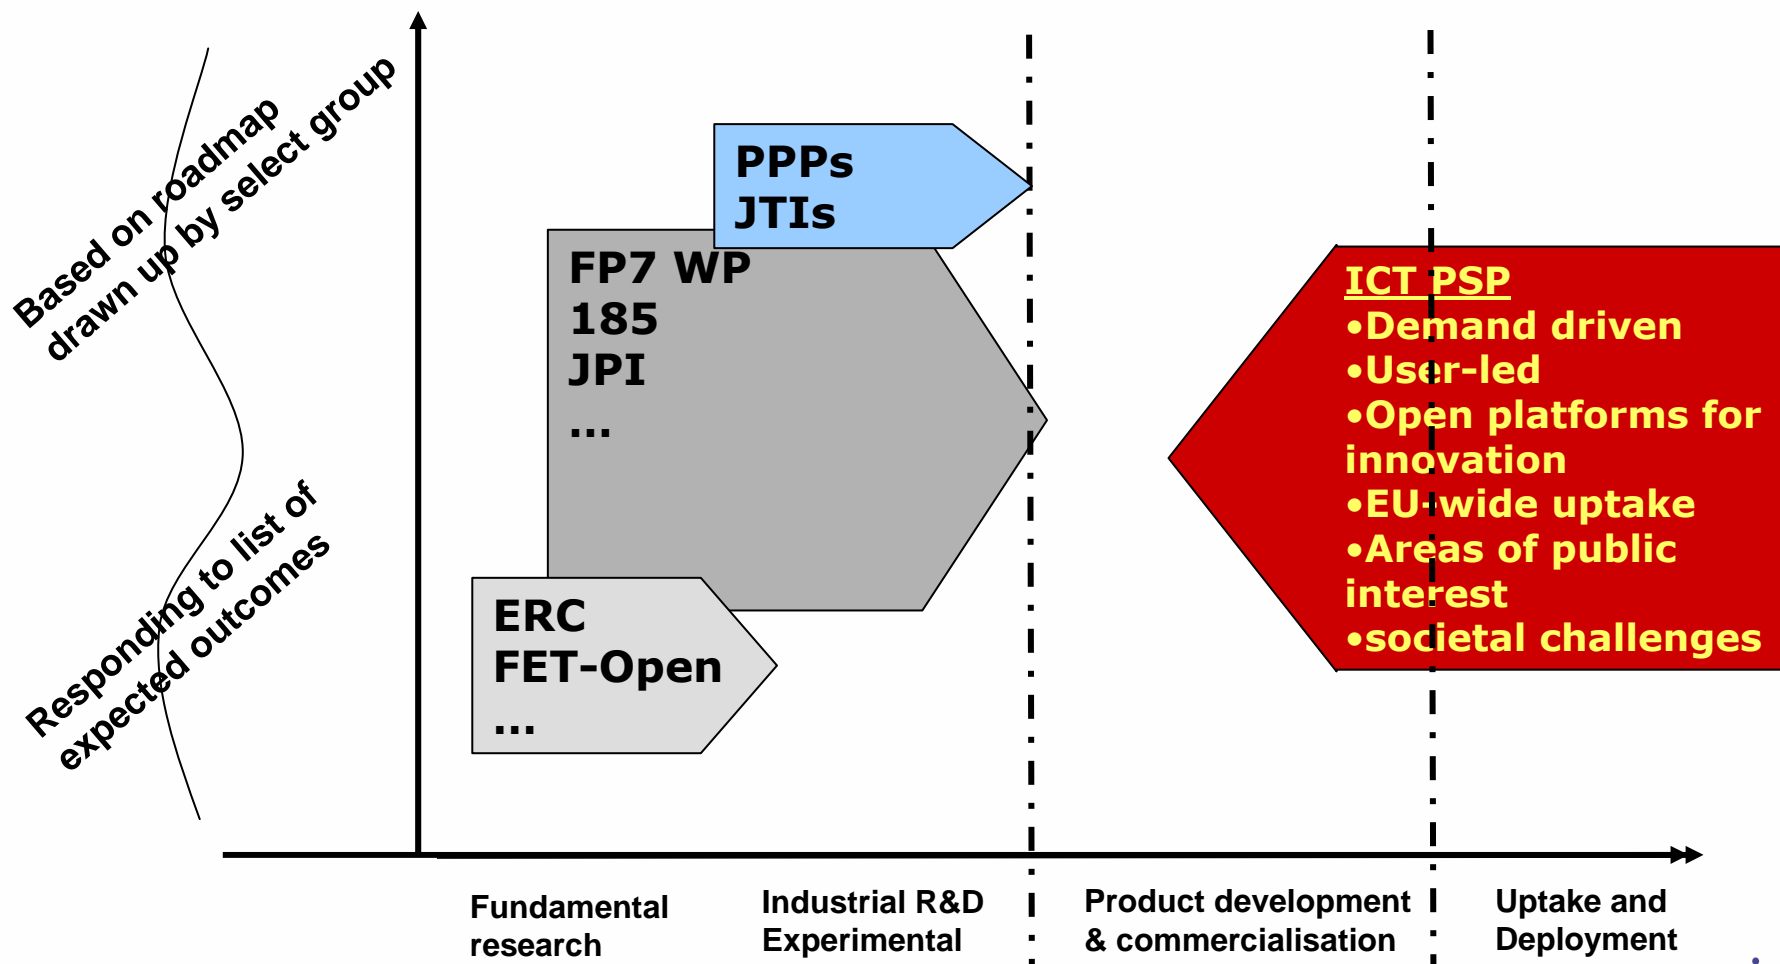 Based on roadmap
drawn up by select group
Responding to list of
expected outcomes
PPPs
JTIs
FP7 WP
185
JPI
...
ERC
FET-Open
...
ICT PSP
•Demand driven
•User-led
•Open platforms for
innovation
•EU-wide uptake
•Areas of public
interest
•societal challenges
Fundamental
research
Industrial R&D
Experimental
Product development
& commercialisation
Uptake and
Deployment